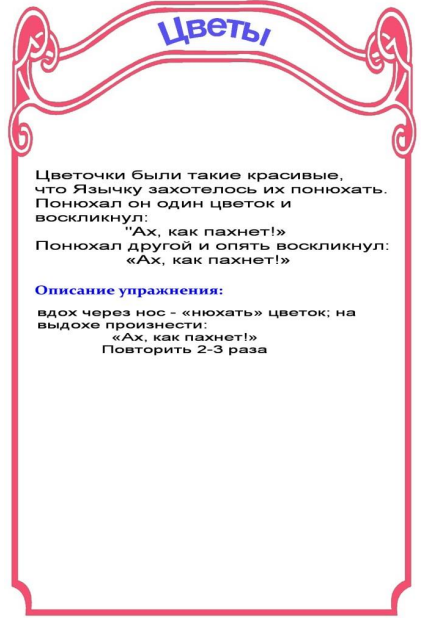 Цветы
Цветочки были такие красивые,
что Язычку захотелось их понюхать.
Понюхал он один цветок и
воскликнул:
"Ах, как пахнет!»
Понюхал другой и опять воскликнул:
«Ах, как пахнет!»
Описание упражнения:
вдох через нос - «нюхать» цветок; на
выдохе произнести:
«Ах, как пахнет!»
Повторить 2-3 раза